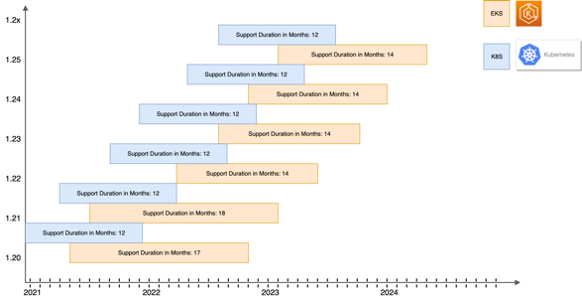 1.2x
Support Duration in Months: 12
EKS
Support Duration in Months: 14
1.25
K8S
Kubernetes
Support Duration in Months: 12
Support Duration in Months: 14
1.24
Support Duration in Months: 12
Support Duration in Months: 14
1.23
Support Duration in Months: 12
Support Duration in Months: 14
1.22
Support Duration in Months: 12
Support Duration in Months: 18
1.21
Support Duration in Months: 12
Support Duration in Months: 17
1.20
2021 2022 2023 2024